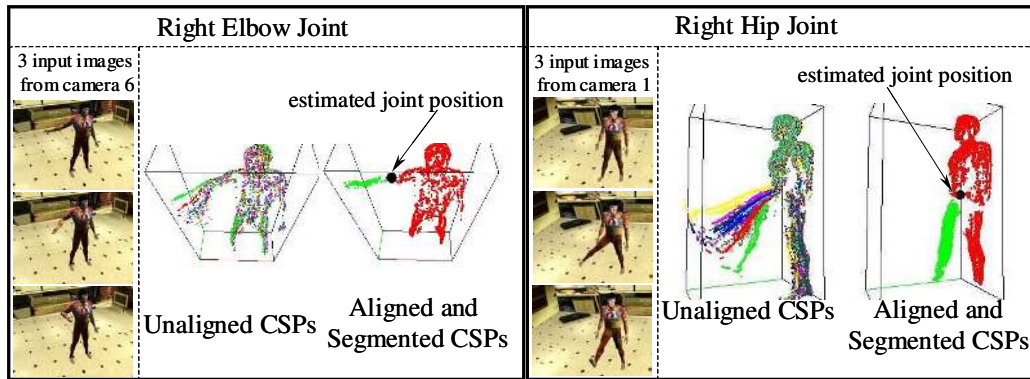 Right Elbow Joint
3 input images
from camera 6
estimated joint position
Unaligned CSPs
Aligned and
Segmented CSPs
Right Hip Joint
3 input images
from camera 1
estimated joint position
Unaligned CSPs
Aligned and
Segmented CSPs